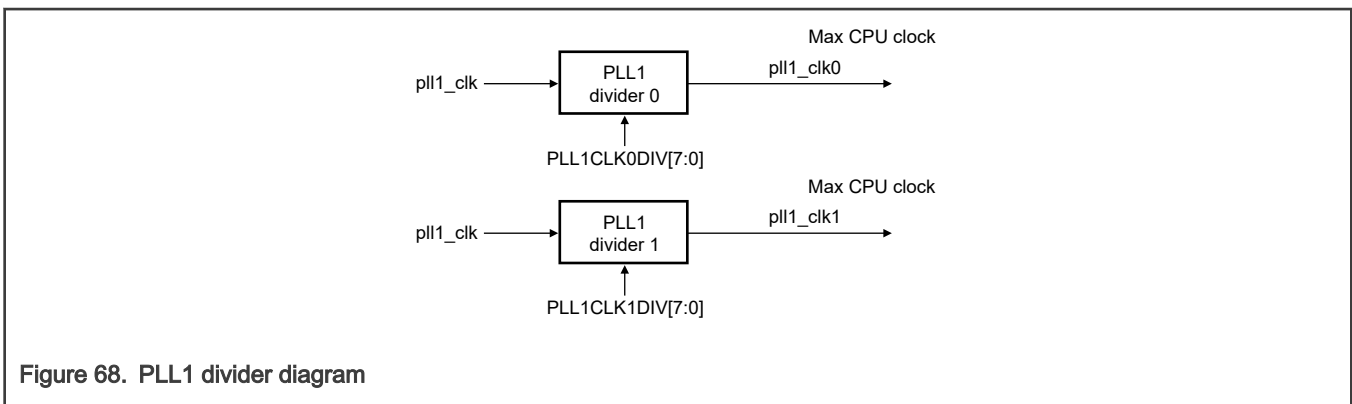 Max CPU clock
pll1_clk
PLL1
divider 0
pll1_clk0
PLL1CLK0DIV[7:0]
Max CPU clock
pll1_clk
PLL1
divider 1
pll1_clk1
PLL1CLK1DIV[7:0]
Figure 68. PLL1 divider diagram